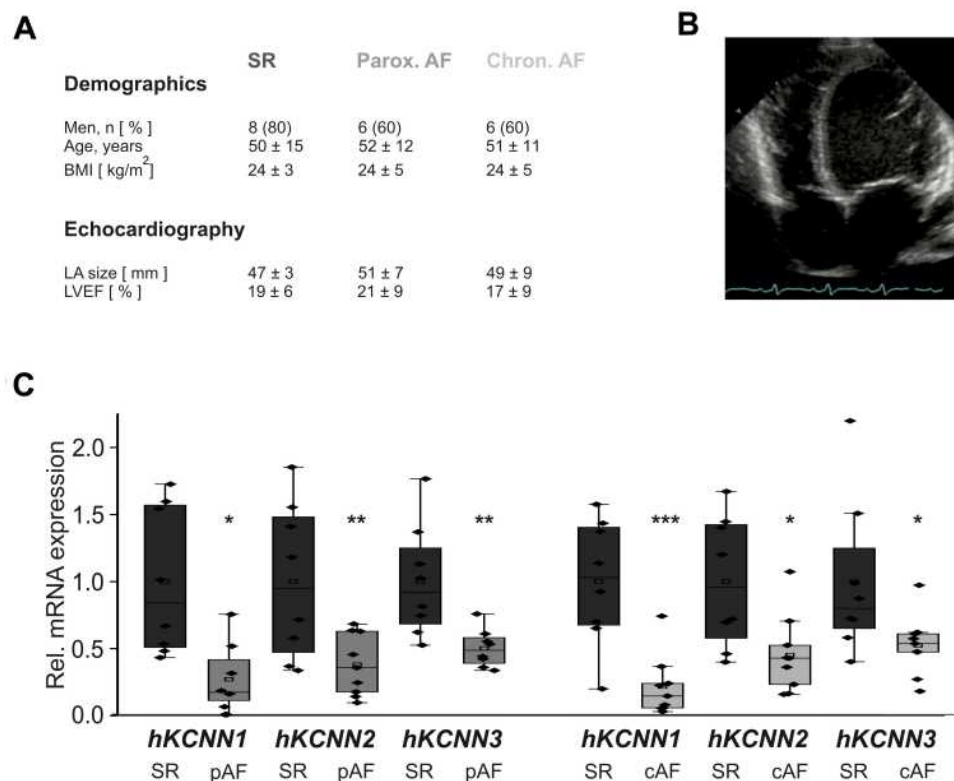 A
B
SR Parox. AF Chron. AF
Demographics
Men, n [ % ] 8 (80) 6 (60) 6 (60)
Age, years 50 ± 15 52 ± 12 51 ± 11
BMI [ kg/m²] 24 ± 3 24 ± 5 24 ± 5
Echocardiography
LA size [ mm ] 47 ± 3 51 ± 7 49 ± 9
LVEF [ % ] 19 ± 6 21 ± 9 17 ± 9
C
Rel. mRNA expression
2.0
1.5
* ** ** *** * *
1.0
0.5
0.0
hKCNN1 hKCNN2 hKCNN3 hKCNN1 hKCNN2 hKCNN3
SR pAF SR pAF SR pAF SR cAF SR cAF SR cAF